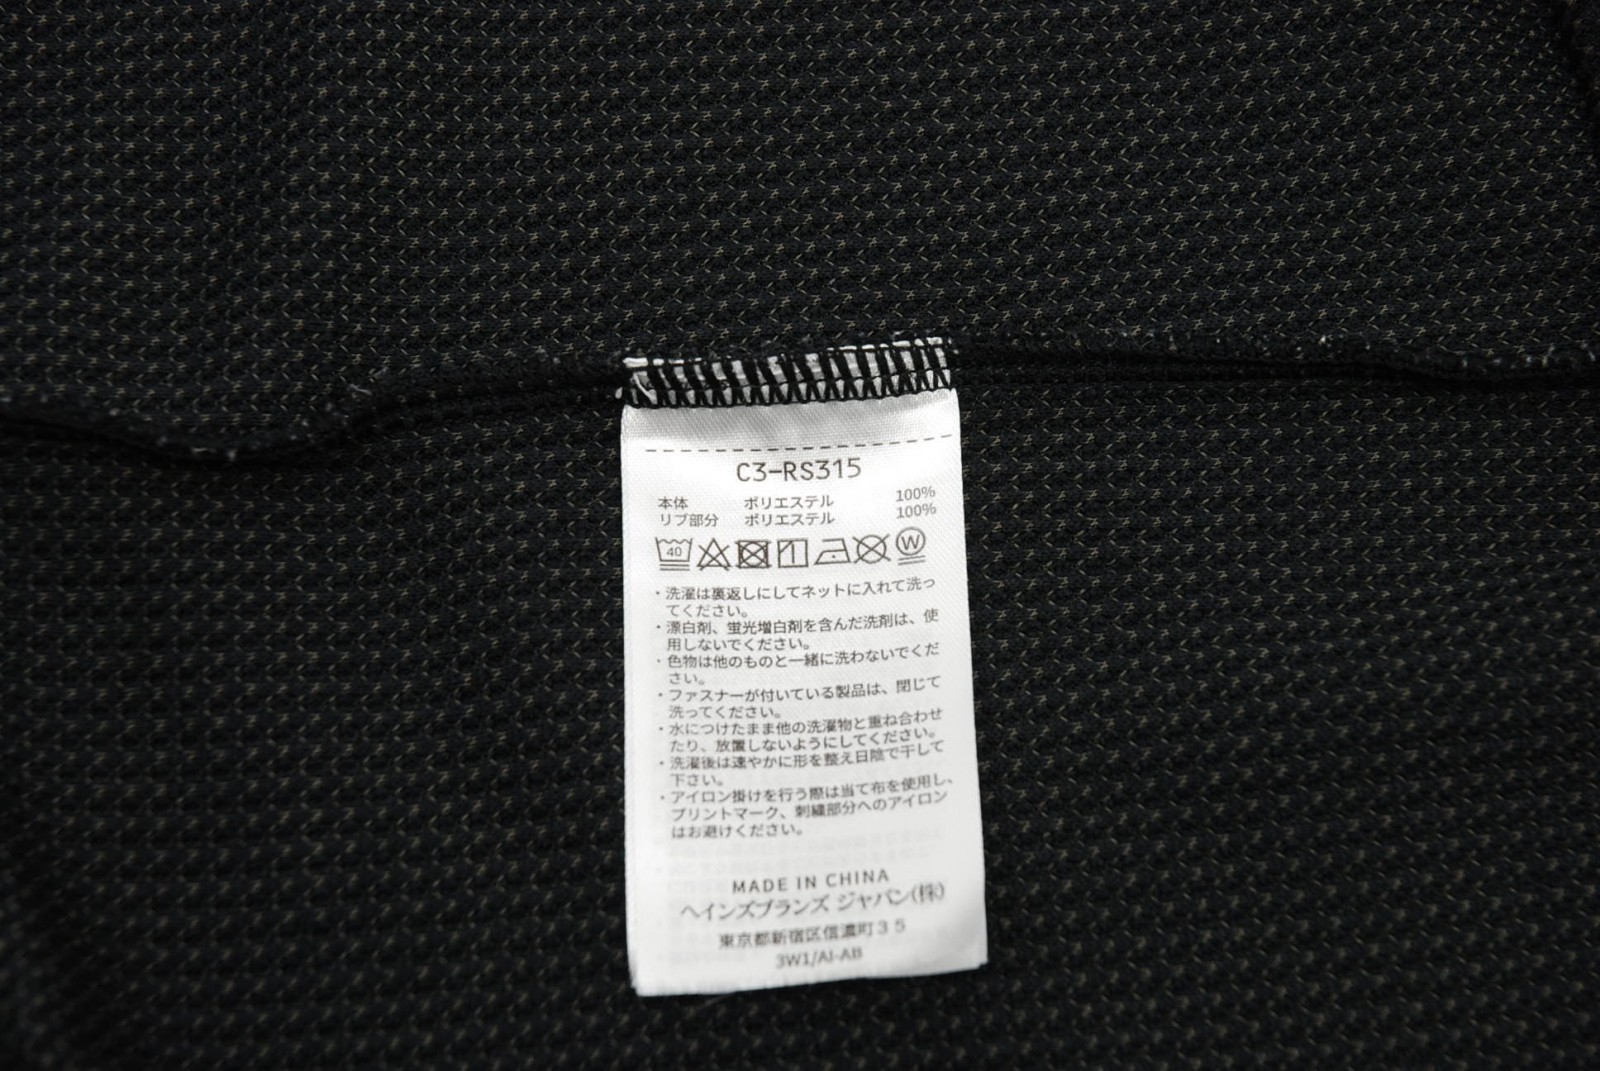 C3-RS315
本体 ポリエステル 100%
リブ部分 ポリエステル 100%
40 W
・洗濯は裏返しにしてネットに入れて洗っ
てください。
・漂白剤、蛍光増白剤を含んだ洗剤は、使
用しないでください。
・色物は他のものと一緒に洗わないでくだ
さい。
・ファスナーが付いている製品は、閉じて
洗ってください。
・水につけたまま他の洗濯物と重ね合わせ
たり、放置しないようにしてください。
・洗濯後は速やかに形を整え日陰で干して
下さい。
・アイロン掛けを行う際は当て布を使用し、
プリントマーク、刺繍部分へのアイロン
はお避けください。
MADE IN CHINA
ヘインズブランズ ジャパン(株)
東京都新宿区信濃町35
3W1/AI-AB